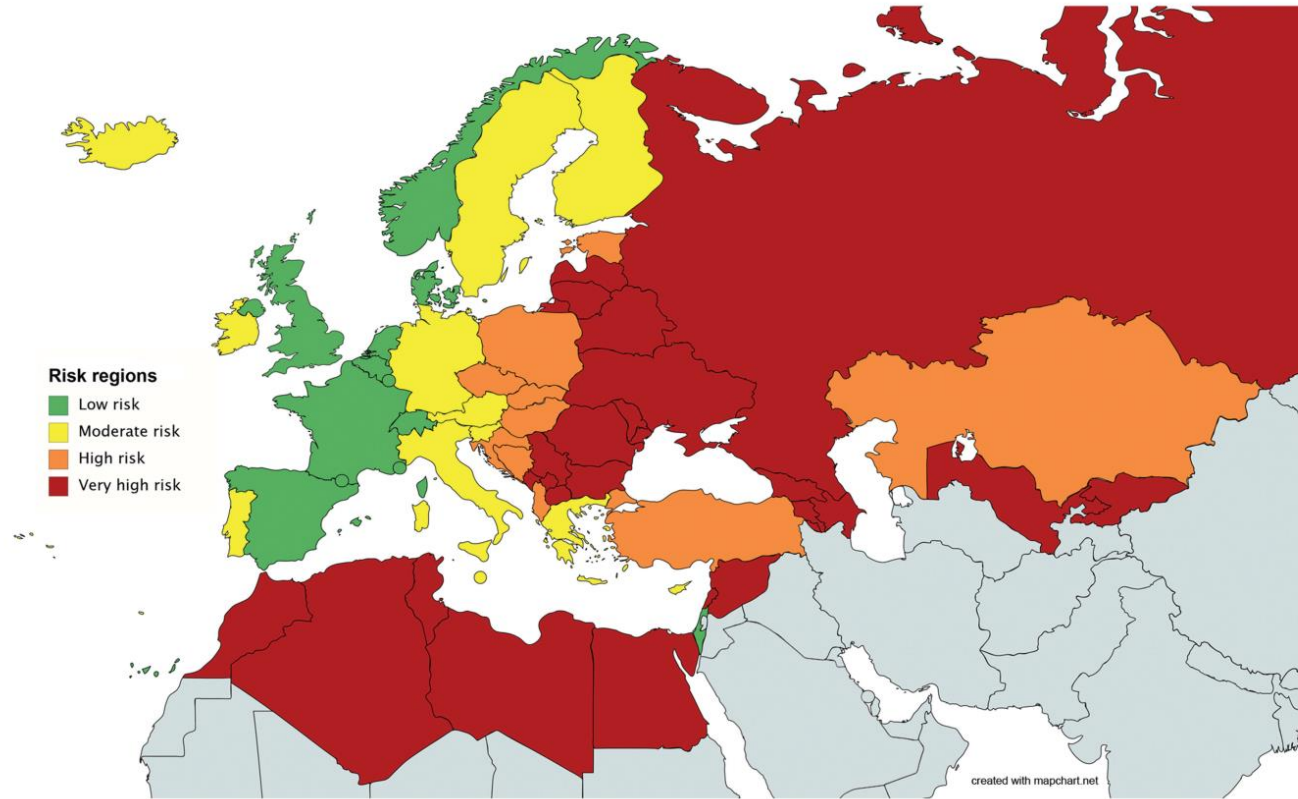 Risk regions
Low risk
Moderate risk
High risk
Very high risk
created with mapchart.net